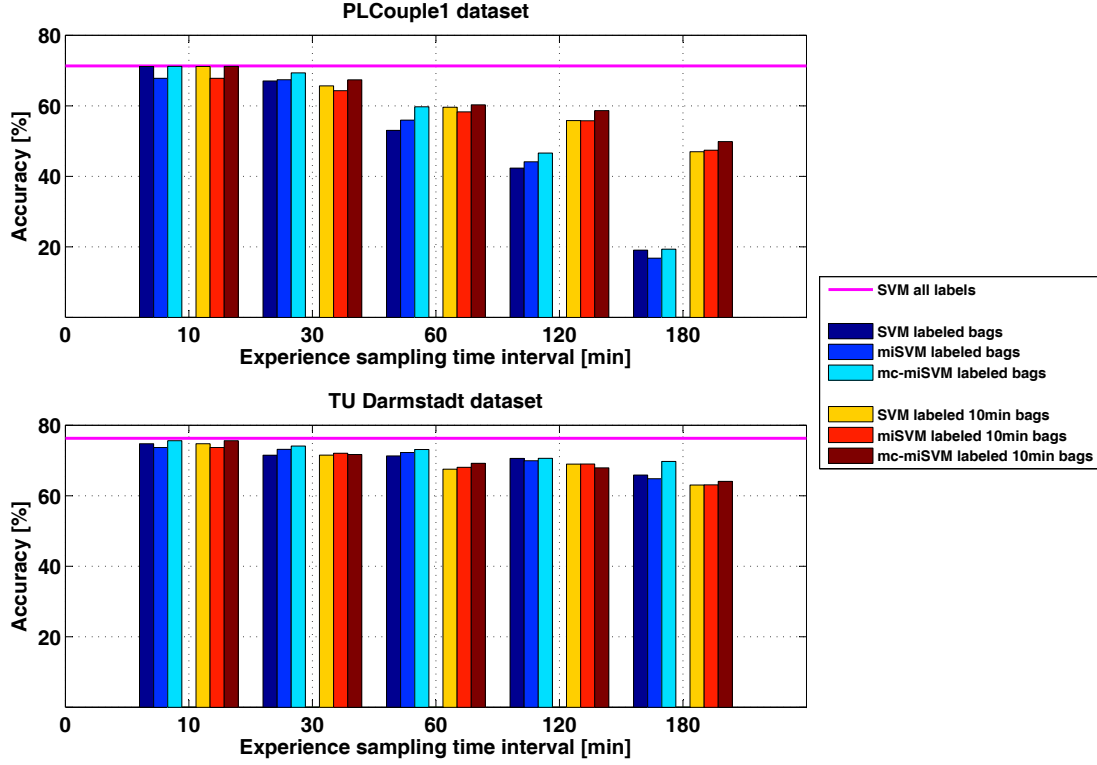 PLCouple1 dataset
80
60
40
20
Accuracy [%]
0 10 30 60 120 180
Experience sampling time interval [min]
TU Darmstadt dataset
80
60
40
20
Accuracy [%]
0 10 30 60 120 180
Experience sampling time interval [min]
SVM all labels
SVM labeled bags
miSVM labeled bags
mc-miSVM labeled bags
SVM labeled 10min bags
miSVM labeled 10min bags
mc-miSVM labeled 10min bags